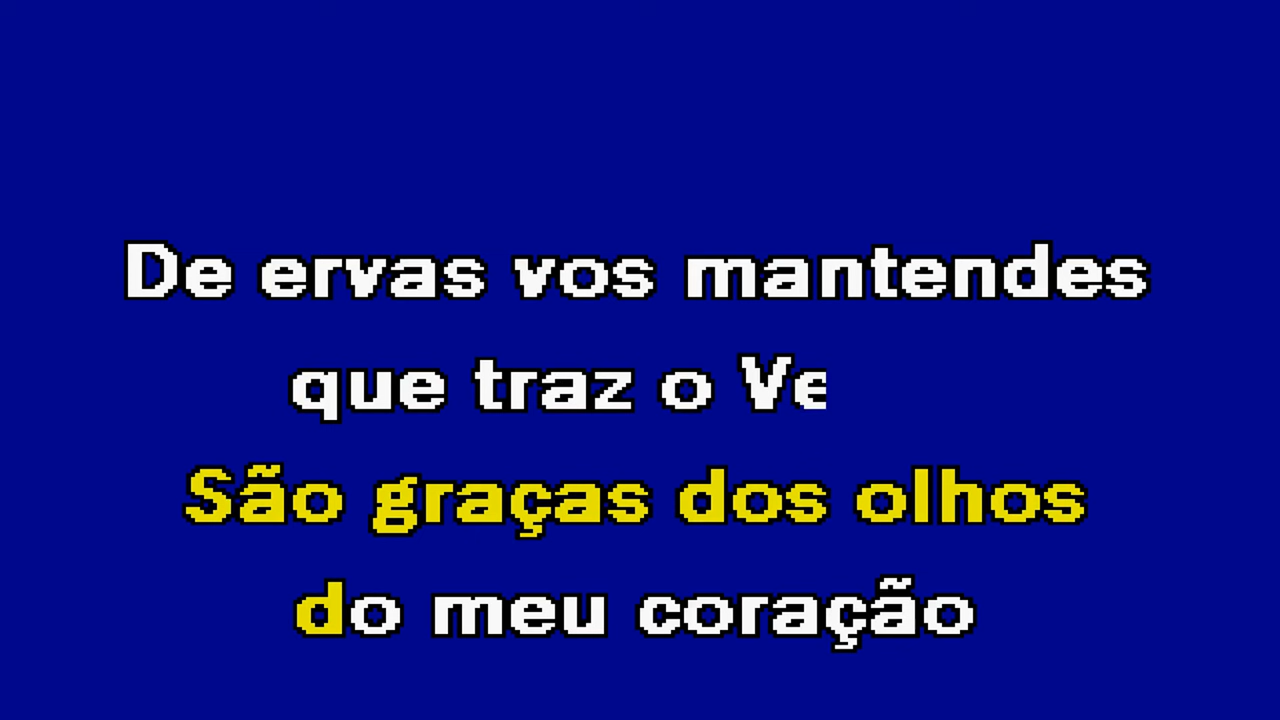 De ervas vos mantendes
que traz o Ve
São graças dos olhos
do meu coração